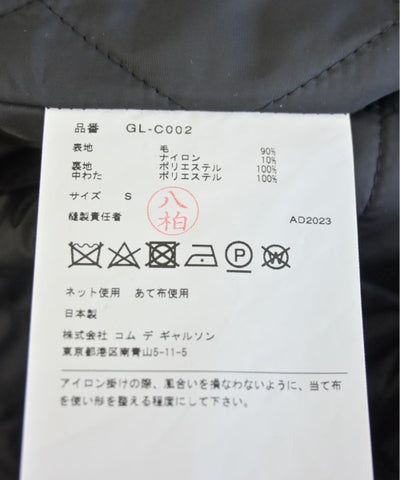 品番 GL-C002
表地 毛 90%
ナイロン 10%
裏地 ポリエステル 100%
中わた ポリエステル 100%
サイズ S
縫製責任者 八柏 AD2023
ネット使用 あて布使用
日本製
株式会社 コム デ ギャルソン
東京都港区南青山5-11-5
アイロン掛けの際、風合いを損なわないように、当て布
を使い形を整える程度にして下さい。